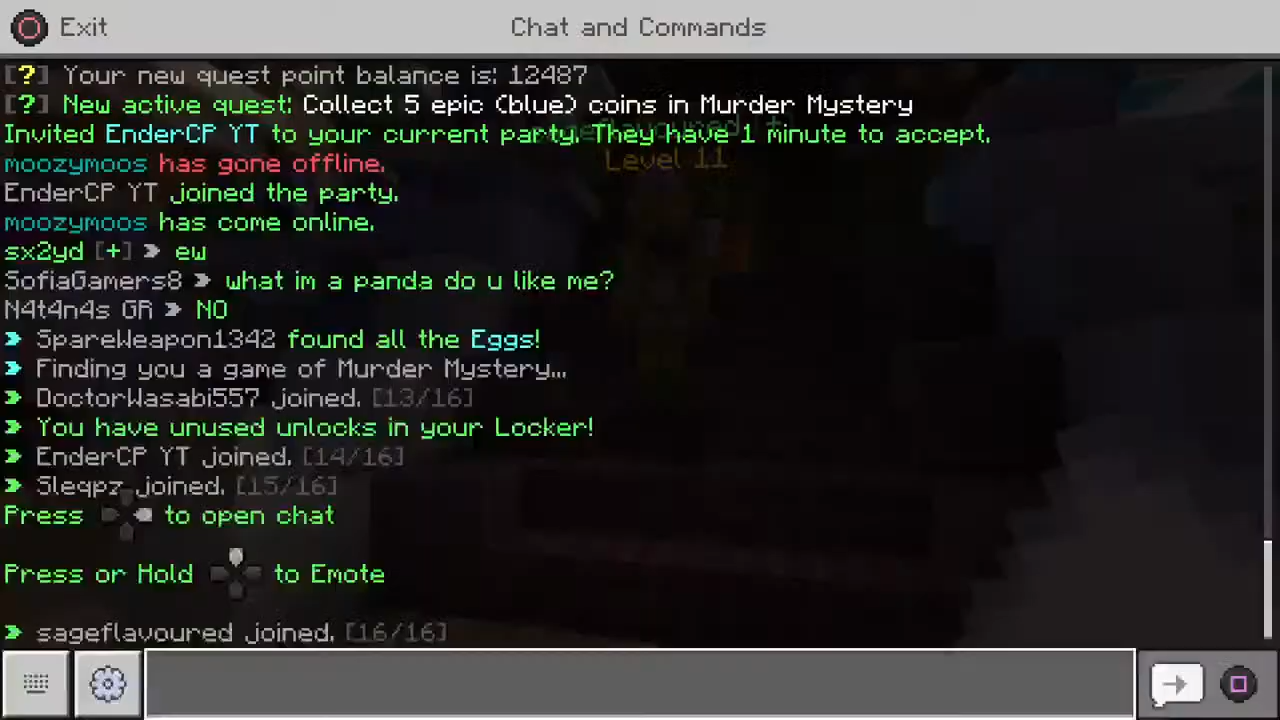 Exit
Chat and Commands
[?] Your new quest point balance is: 12487
[?] New active quest: Collect 5 epic (blue) coins in Murder Mystery
Invited EnderCP YT to your current party. They have 1 minute to accept.
Level 11
moozymoos has gone offline.
EnderCP YT joined the party.
moozymoos has come online.
sx2yd [+] » ew
SofiaGamers8 » what im a panda do u like me?
N4t4n4s GR » NO
» SpareWeapon1342 found all the Eggs!
» Finding you a game of Murder Mystery...
» DoctorWasabi557 joined. [13/16]
» You have unused unlocks in your Locker!
» EnderCP YT joined. [14/16]
» Sleqpz joined. [15/16]
Press to open chat
Press or Hold to Emote
» sageflavoured joined. [16/16]